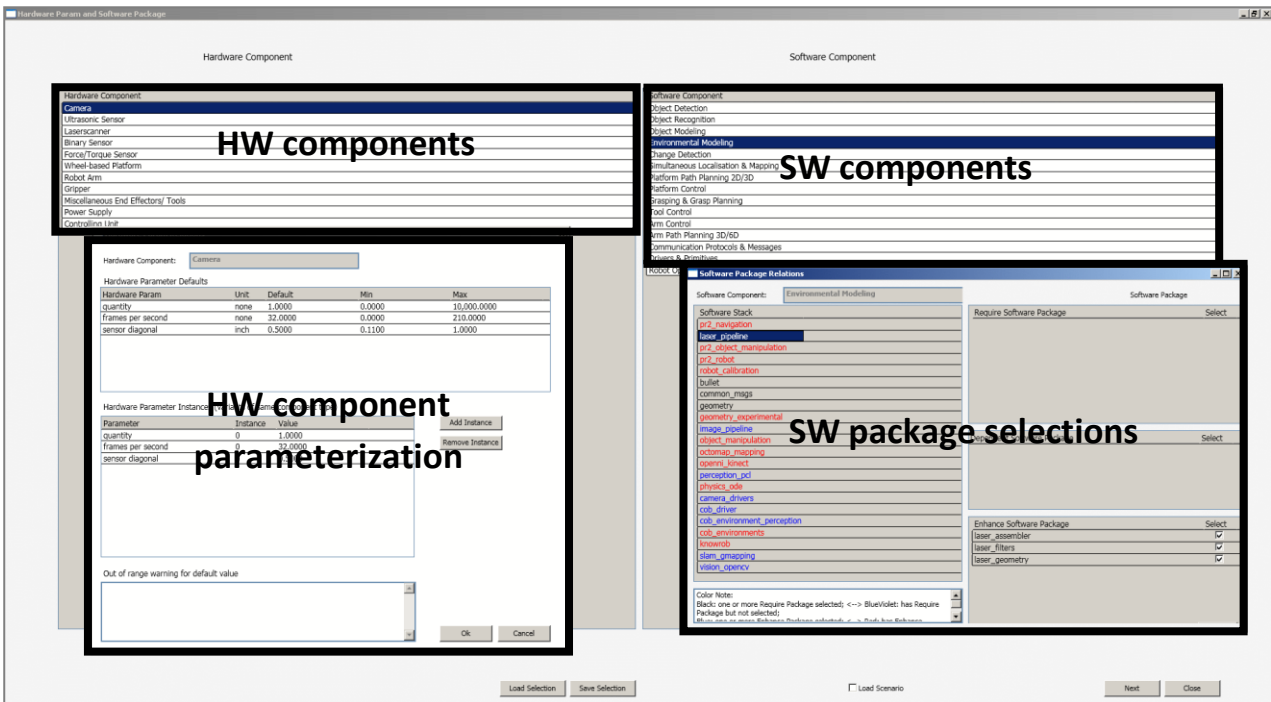 Hardware Param and Software Package
Hardware Component
Software Component
Hardware Component
Camera
Ultrasonic Sensor
Laserscanner
Binary Sensor
Force/Torque Sensor
Wheel-based Platform
Robot Arm
Gripper
Miscellaneous End Effectors/ Tools
Power Supply
Controlling Unit
HW components
Software Component
Object Detection
Object Recognition
Object Modeling
Environmental Modeling
Change Detection
Simultaneous Localisation & Mapping
Platform Path Planning 2D/3D
Platform Control
Grasping & Grasp Planning
Tool Control
Arm Control
Arm Path Planning 3D/6D
Communication Protocols & Messages
Drivers & Primitives
Robot Op
SW components
Hardware Component: Camera
Hardware Parameter Defaults
Hardware Param Unit Default Min Max
quantity none 1.0000 0.0000 10,000.0000
frames per second none 32.0000 0.0000 210.0000
sensor diagonal inch 0.5000 0.1100 1.0000
Hardware Parameter Instances
Parameter Instance Value
quantity 0 1.0000
frames per second 0 32.0000
sensor diagonal
Add Instance
Remove Instance
HW component
parameterization
Out of range warning for default value
Ok Cancel
Software Package Relations
Software Component: Environmental Modeling
Software Package
Software Stack
pr2_navigation
laser_pipeline
pr2_object_manipulation
pr2_robot
robot_calibration
bullet
common_msgs
geometry
geometry_experimental
image_pipeline
object_manipulation
octomap_mapping
openni_kinect
perception_pcl
physics_ode
camera_drivers
cob_driver
cob_environment_perception
cob_environments
knowrob
slam_gmapping
vision_opencv
Require Software Package Select
Select
SW package selections
Enhance Software Package Select
laser_assembler
laser_filters
laser_geometry
Color Note:
Black: one or more Require Package selected; <--> BlueViolet: has Require
Package but not selected;
Load Selection Save Selection
Load Scenario
Next Close